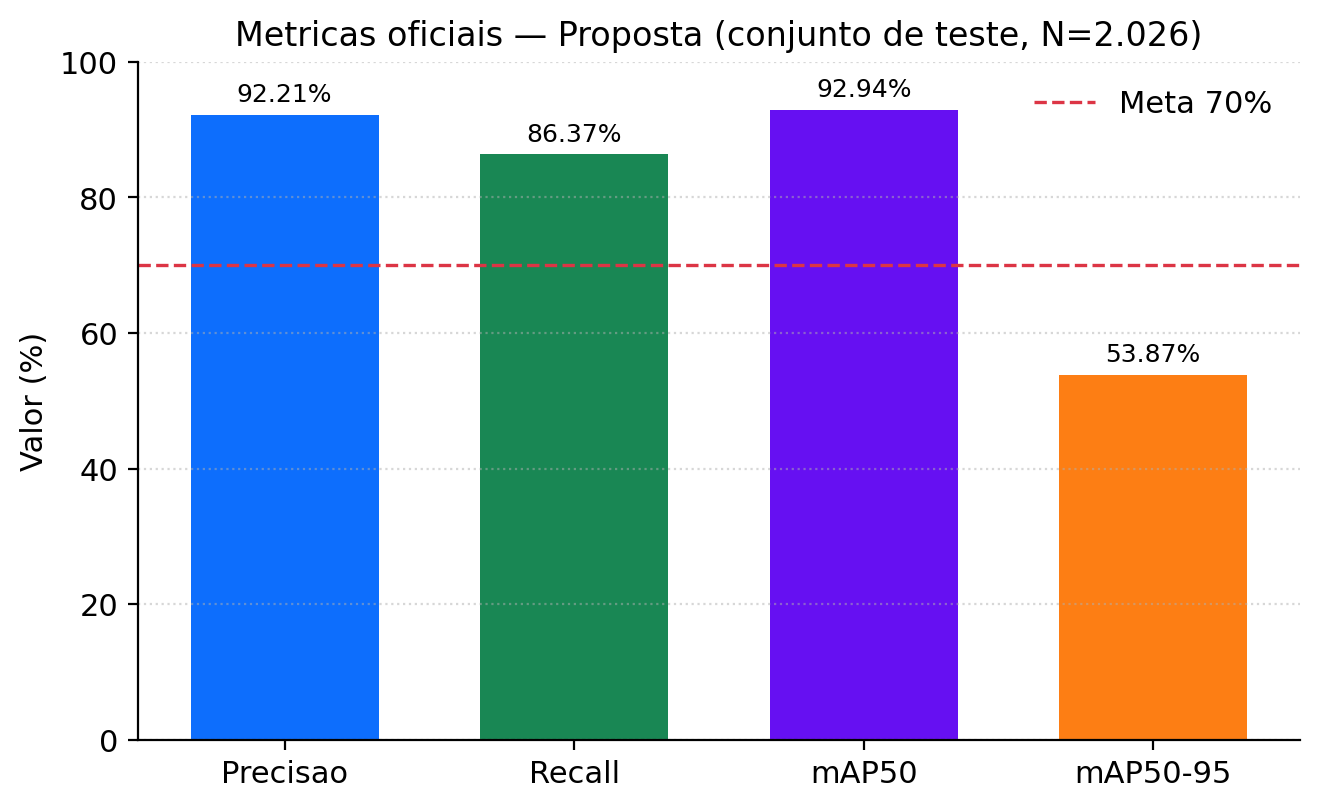 Metricas oficiais — Proposta (conjunto de teste, N=2.026)
Meta 70%
Valor (%)
100
80
60
40
20
0
92.21%
86.37%
92.94%
53.87%
Precisao
Recall
mAP50
mAP50-95